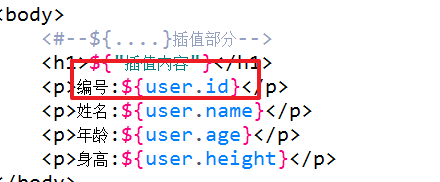 <body>
<#--${....}插值部分-->
<h1>${"插值内容"}</h1>
<p>编号:${user.id}</p>
<p>姓名:${user.name}</p>
<p>年龄:${user.age}</p>
<p>身高:${user.height}</p>
</body>